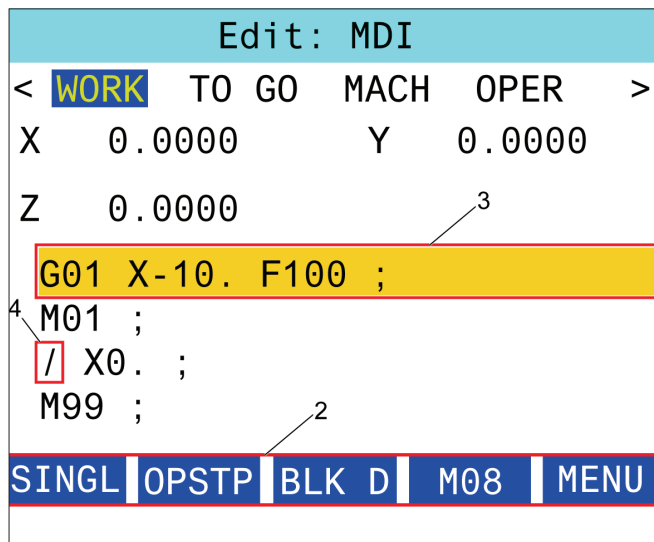 Edit: MDI
< WORK TO GO MACH OPER >
X 0.0000 Y 0.0000
Z 0.0000
3
G01 X-10. F100 ;
4
M01 ;
/ X0. ;
M99 ;
2
SINGL OPSTP BLK D M08 MENU